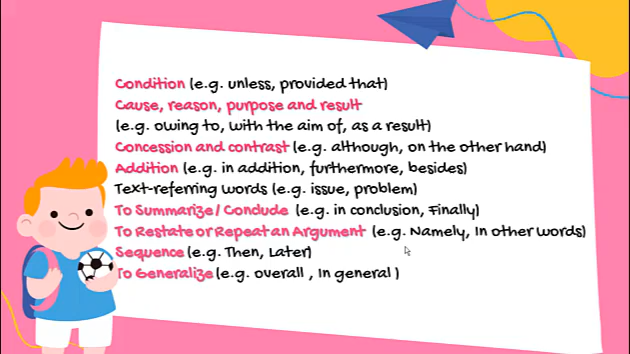 Condition (e.g. unless, provided that)
Cause, reason, purpose and result
(e.g. owing to, with the aim of, as a result)
Concession and contrast (e.g. although, on the other hand)
Addition (e.g. in addition, furthermore, besides)
Text-referring words (e.g. issue, problem)
To Summarize/ Conclude (e.g. in conclusion, Finally)
To Restate or Repeat an Argument (e.g. Namely, In other words)
Sequence (e.g. Then, Later)
To Generalize (e.g. overall , In general )